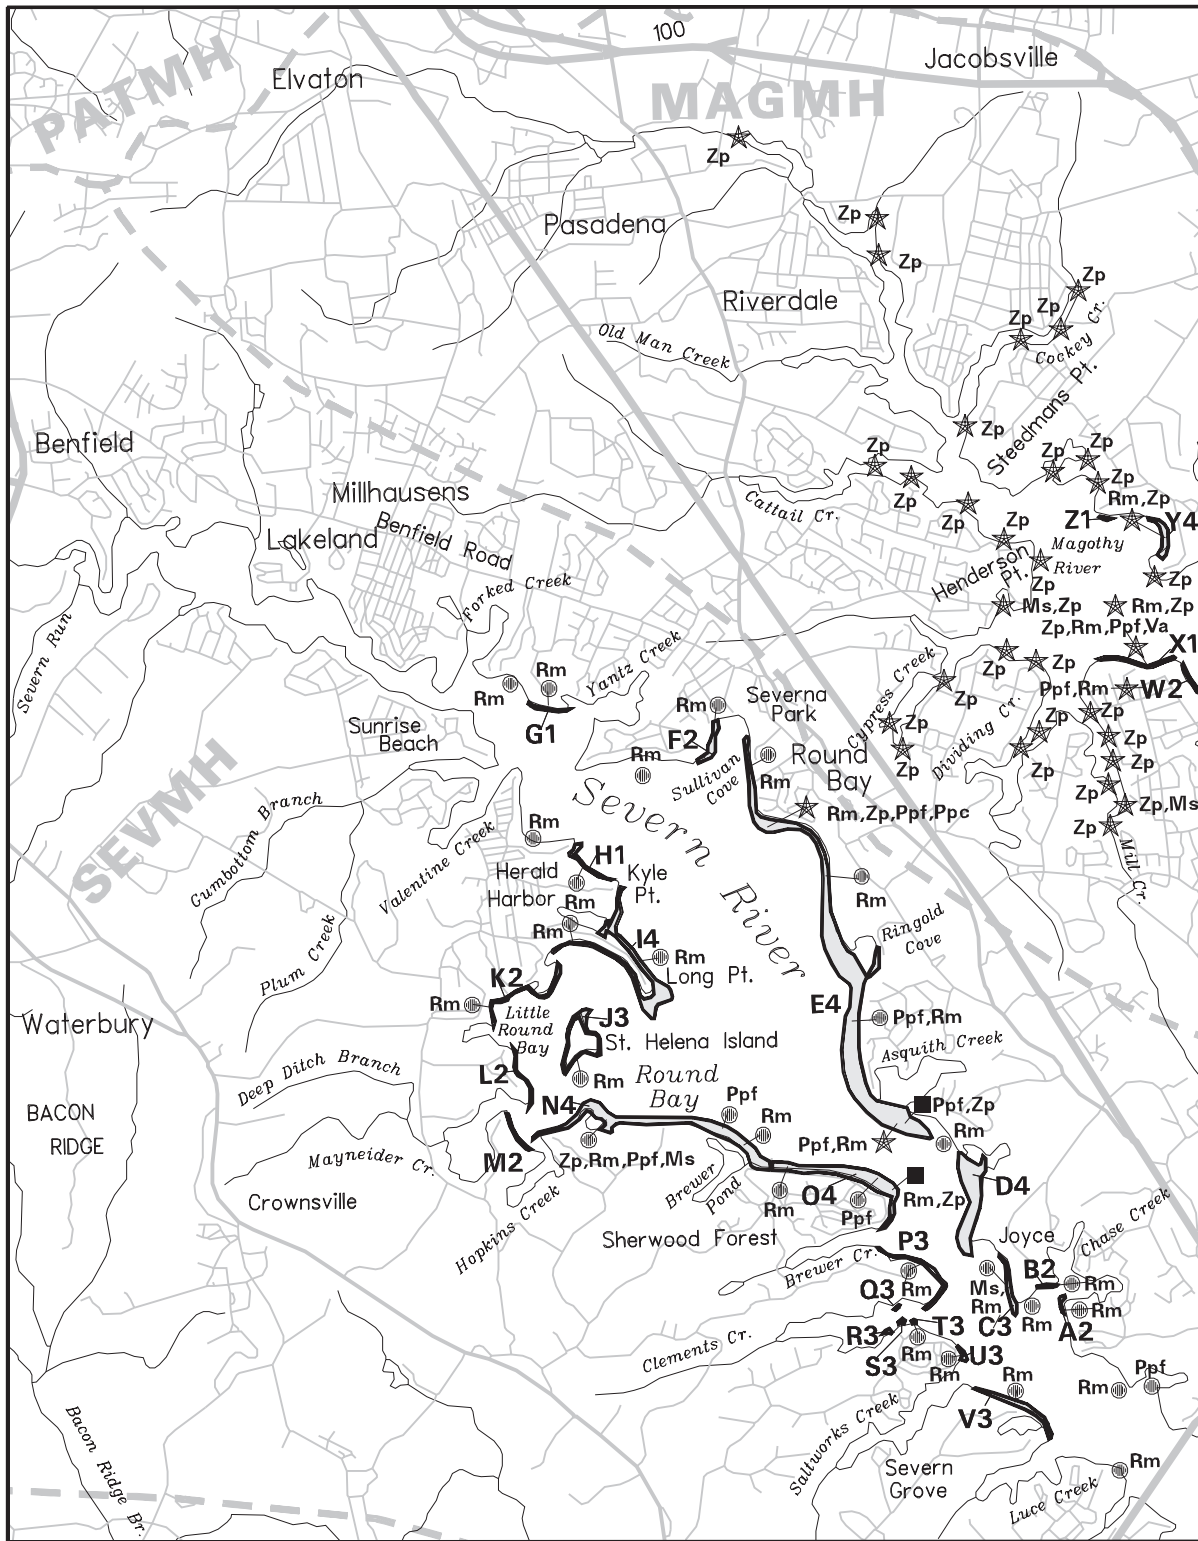 100
Jacobsville
Elvaton
PATMH
MAGMH
Zp
Zp
Pasadena
Zp
Zp
Riverdale
Zp
Zp
Cockey Cr.
Old Man Creek
Steedmans Pt.
Zp
Benfield
Zp
Zp
Zp
Zp
Millhausens
Zp
Rm,Zp
Cattail Cr.
Zp
Zp
Z1
Y4
Benfield Road
Lakeland
Magothy
River
Henderson
Pt.
Zp
Zp
Forked Creek
Ms,Zp
Rm,Zp
Zp,Rm,Ppf,Va
Severn Run
X1
Yantz Creek
Rm
Rm
Zp
Zp
Cypress Creek
Ppf,Rm
W2
Severna
Park
Rm
Zp
Dividing Cr.
Zp
Zp
Sunrise
Beach
G1
F2
Zp
Zp
Zp
Rm
Sullivan
Cove
Round
Bay
Zp
Zp
Rm
SEVMH
Severn
River
Zp
Zp,Ms
Rm,Zp,Ppf,Ppc
Zp
Gumbottom Branch
Valentine Creek
Rm
Mill Cr.
H1
Herald
Harbor
Kyle
Pt.
Rm
Rm
Plum Creek
Rm
I4
Rm
Ringold
Cove
Long Pt.
K2
Rm
Little
Round
Bay
E4
Waterbury
J3
Ppf,Rm
St. Helena Island
Asquith Creek
Deep Ditch Branch
L2
Rm
Round
Bay
N4
Ppf
Ppf,Zp
BACON
RIDGE
Rm
Ppf,Rm
Rm
Mayneider Cr.
M2
Zp,Rm,Ppf,Ms
Brewer
Pond
D4
Crownsville
Rm
O4
Ppf
Rm,Zp
Hopkins Creek
Sherwood Forest
P3
Joyce
Chase Creek
Brewer Cr.
Rm
B2
Rm
Q3
Ms,
Rm
Rm
Rm
R3
T3
C3
A2
Clements Cr.
S3
Rm
U3
Rm
Rm
Ppf
Rm
Saltworks Creek
V3
Bacon Ridge Br.
Severn
Grove
Rm
Luce Creek